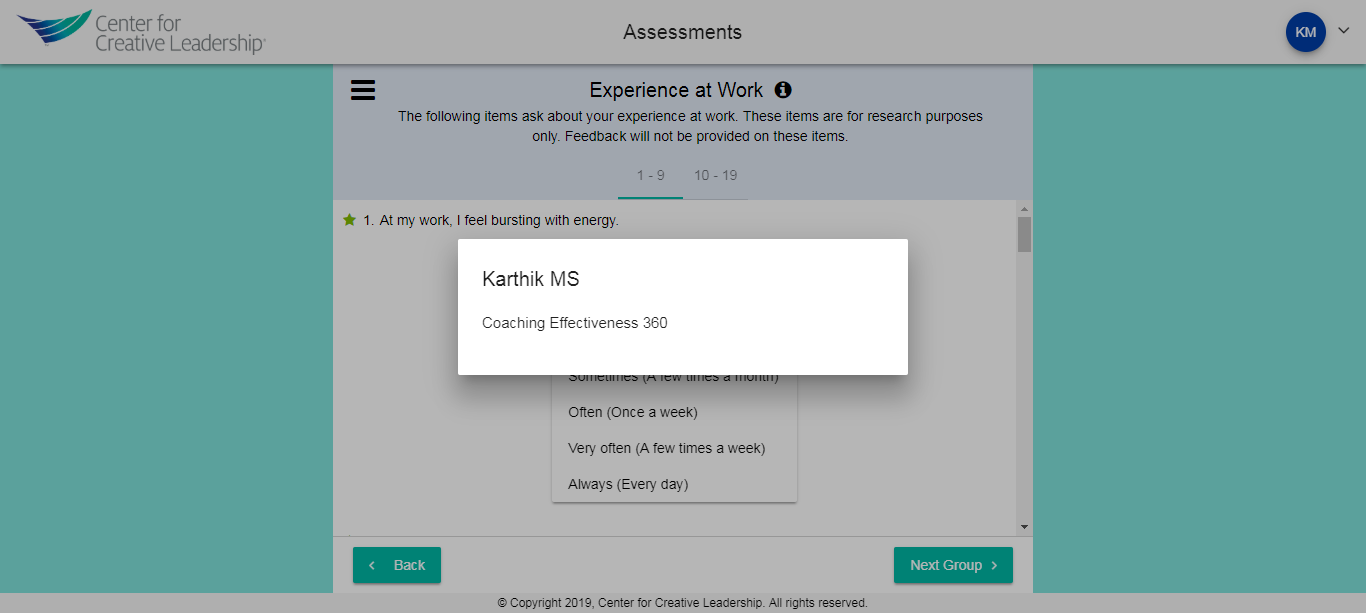 Center for
Creative Leadership®
Assessments
KM
Experience at Work
The following items ask about your experience at work. These items are for research purposes
only. Feedback will not be provided on these items.
1 - 9
10 - 19
1. At my work, I feel bursting with energy.
Karthik MS
Coaching Effectiveness 360
Sometimes (A few times a month)
Often (Once a week)
Very often (A few times a week)
Always (Every day)
Back
Next Group
© Copyright 2019, Center for Creative Leadership. All rights reserved.